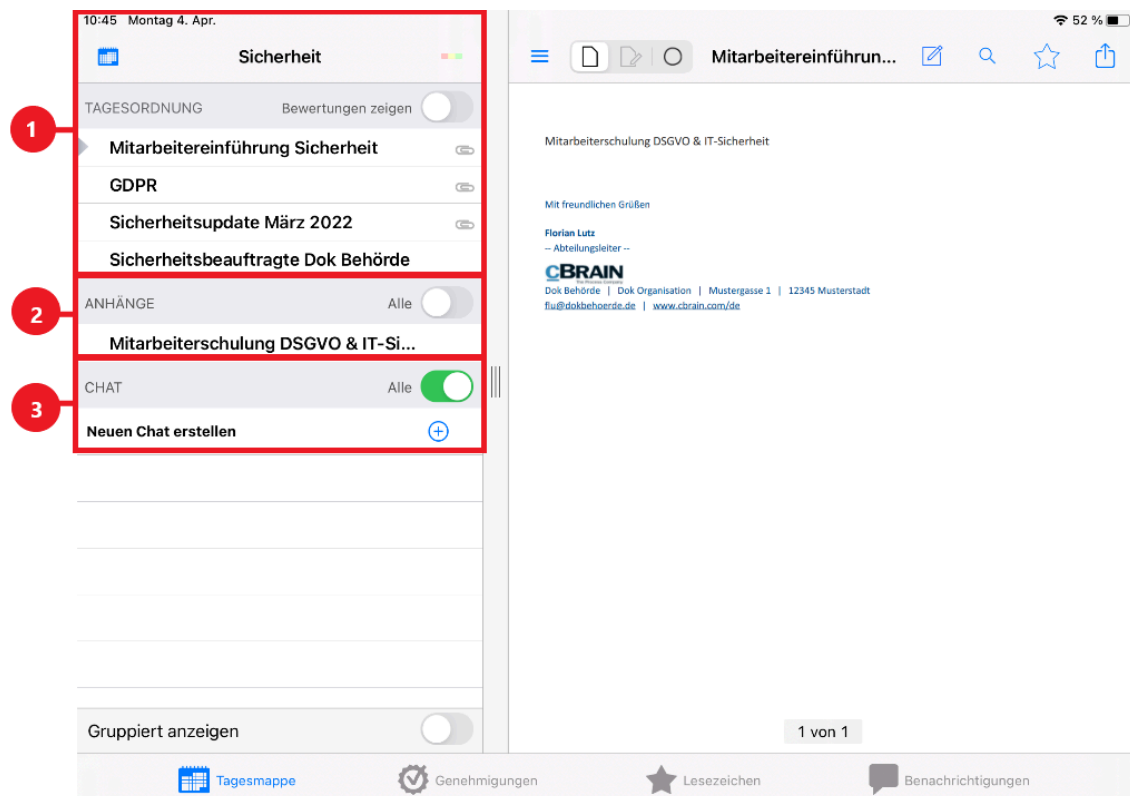 10:45 Montag 4. Apr.
52 %
Sicherheit
Mitarbeitereinführun...
TAGESORDNUNG Bewertungen zeigen
1
Mitarbeitereinführung Sicherheit
GDPR
Sicherheitsupdate März 2022
Sicherheitsbeauftragte Dok Behörde
2
ANHÄNGE Alle
Mitarbeiterschulung DSGVO & IT-Si...
3
CHAT Alle
Neuen Chat erstellen
Gruppiert anzeigen
Mitarbeiterschulung DSGVO & IT-Sicherheit
Mit freundlichen Grüßen
Florian Lutz
-- Abteilungsleiter --
cBRAIN
The Process Company
Dok Behörde | Dok Organisation | Mustergasse 1 | 12345 Musterstadt
flu@dokbehoerde.de | www.cbrain.com/de
1 von 1
Tagesmappe Genehmigungen Lesezeichen Benachrichtigungen